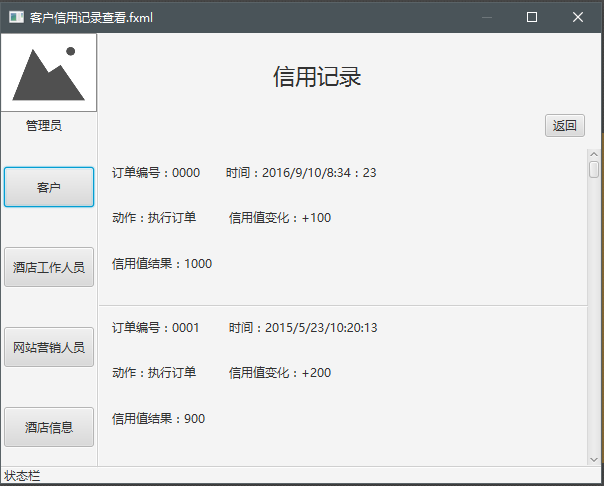 客户信用记录查看.fxml
信用记录
管理员
返回
客户
酒店工作人员
网站营销人员
酒店信息
订单编号：0000 时间：2016/9/10/8:34：23
动作：执行订单 信用值变化：+100
信用值结果：1000
订单编号：0001 时间：2015/5/23/10:20:13
动作：执行订单 信用值变化：+200
信用值结果：900
状态栏